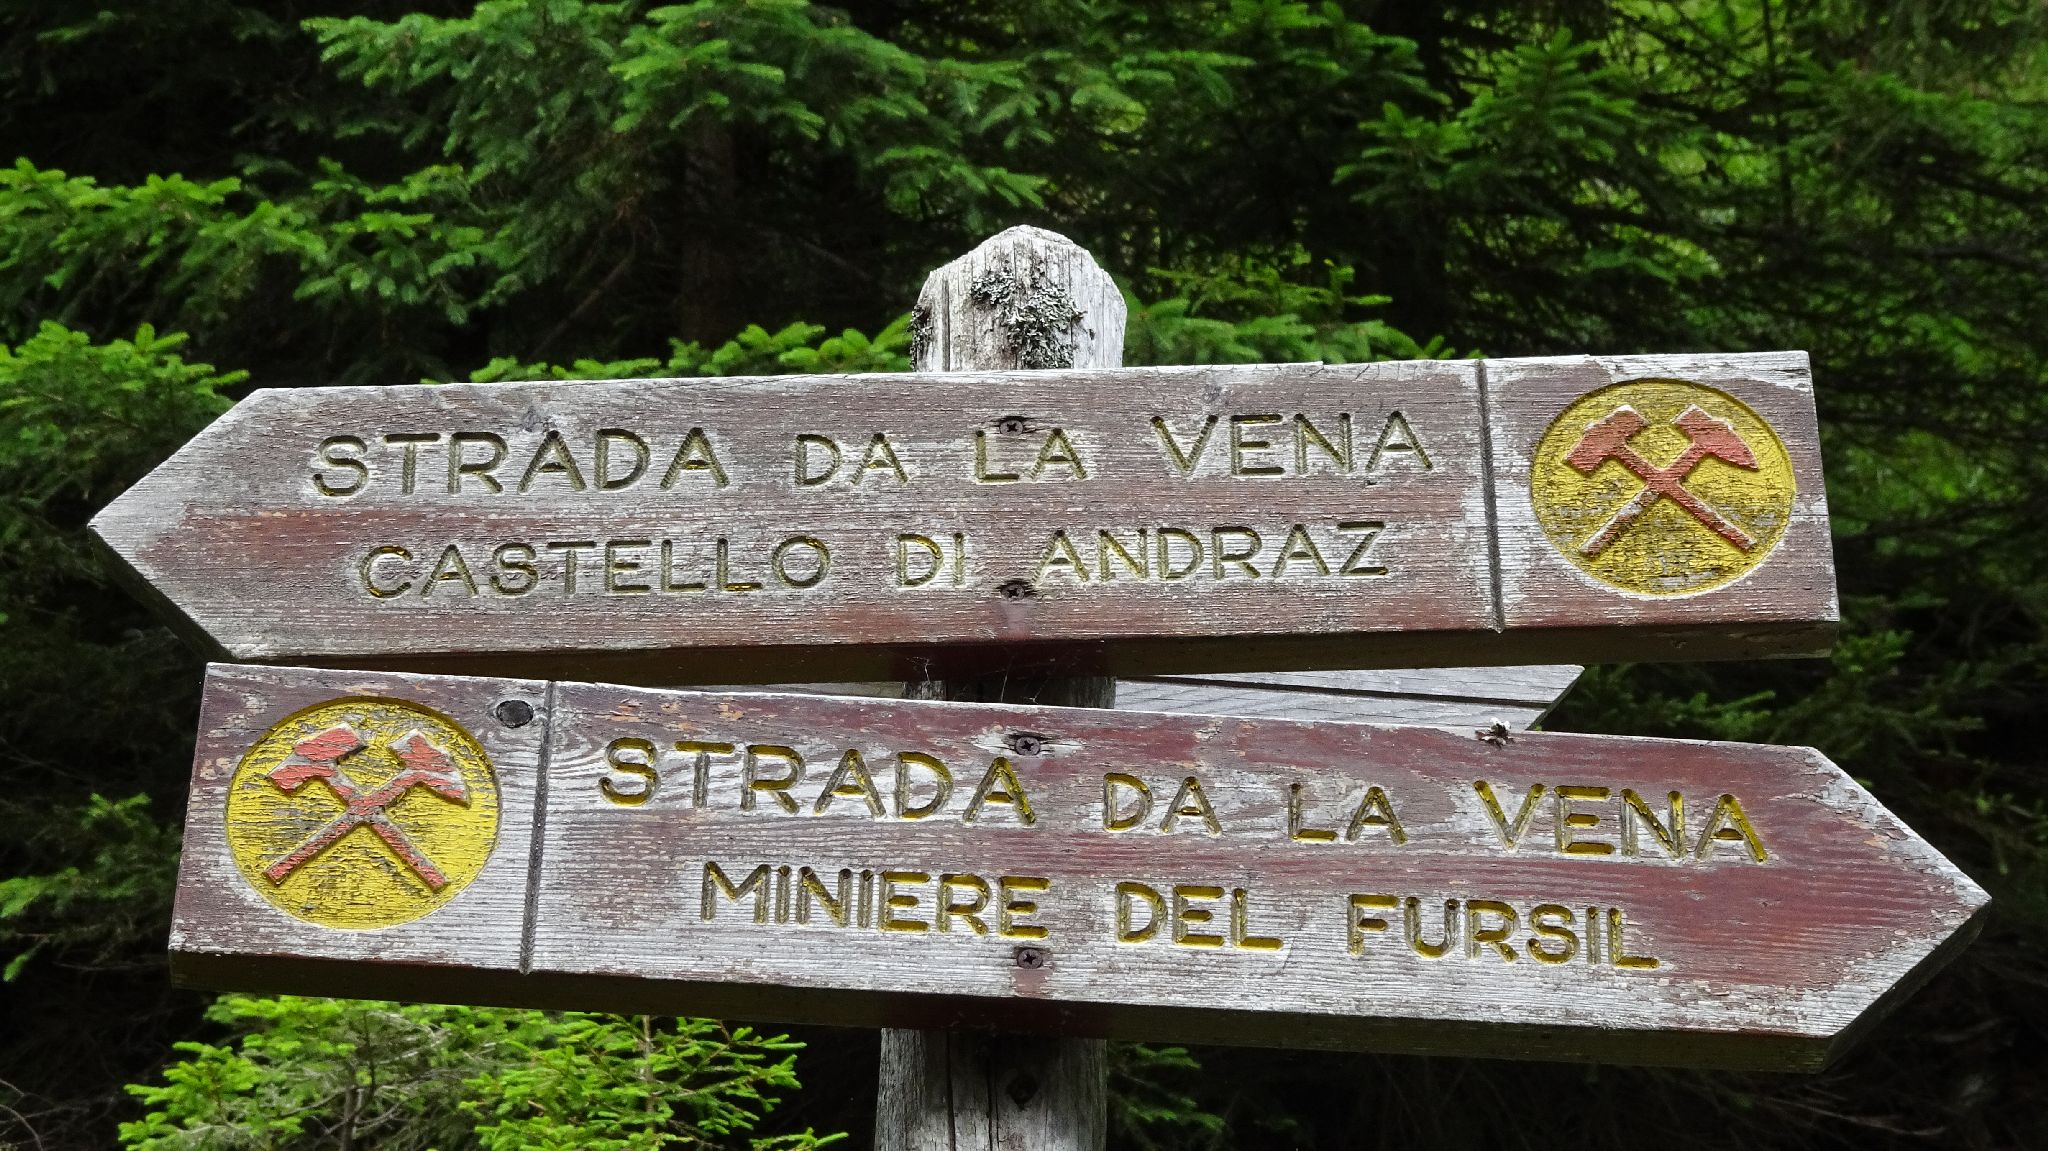 STRADA DA LA VENA
CASTELLO DI ANDRAZ
STRADA DA LA VENA
MINIERE DEL FURSIL